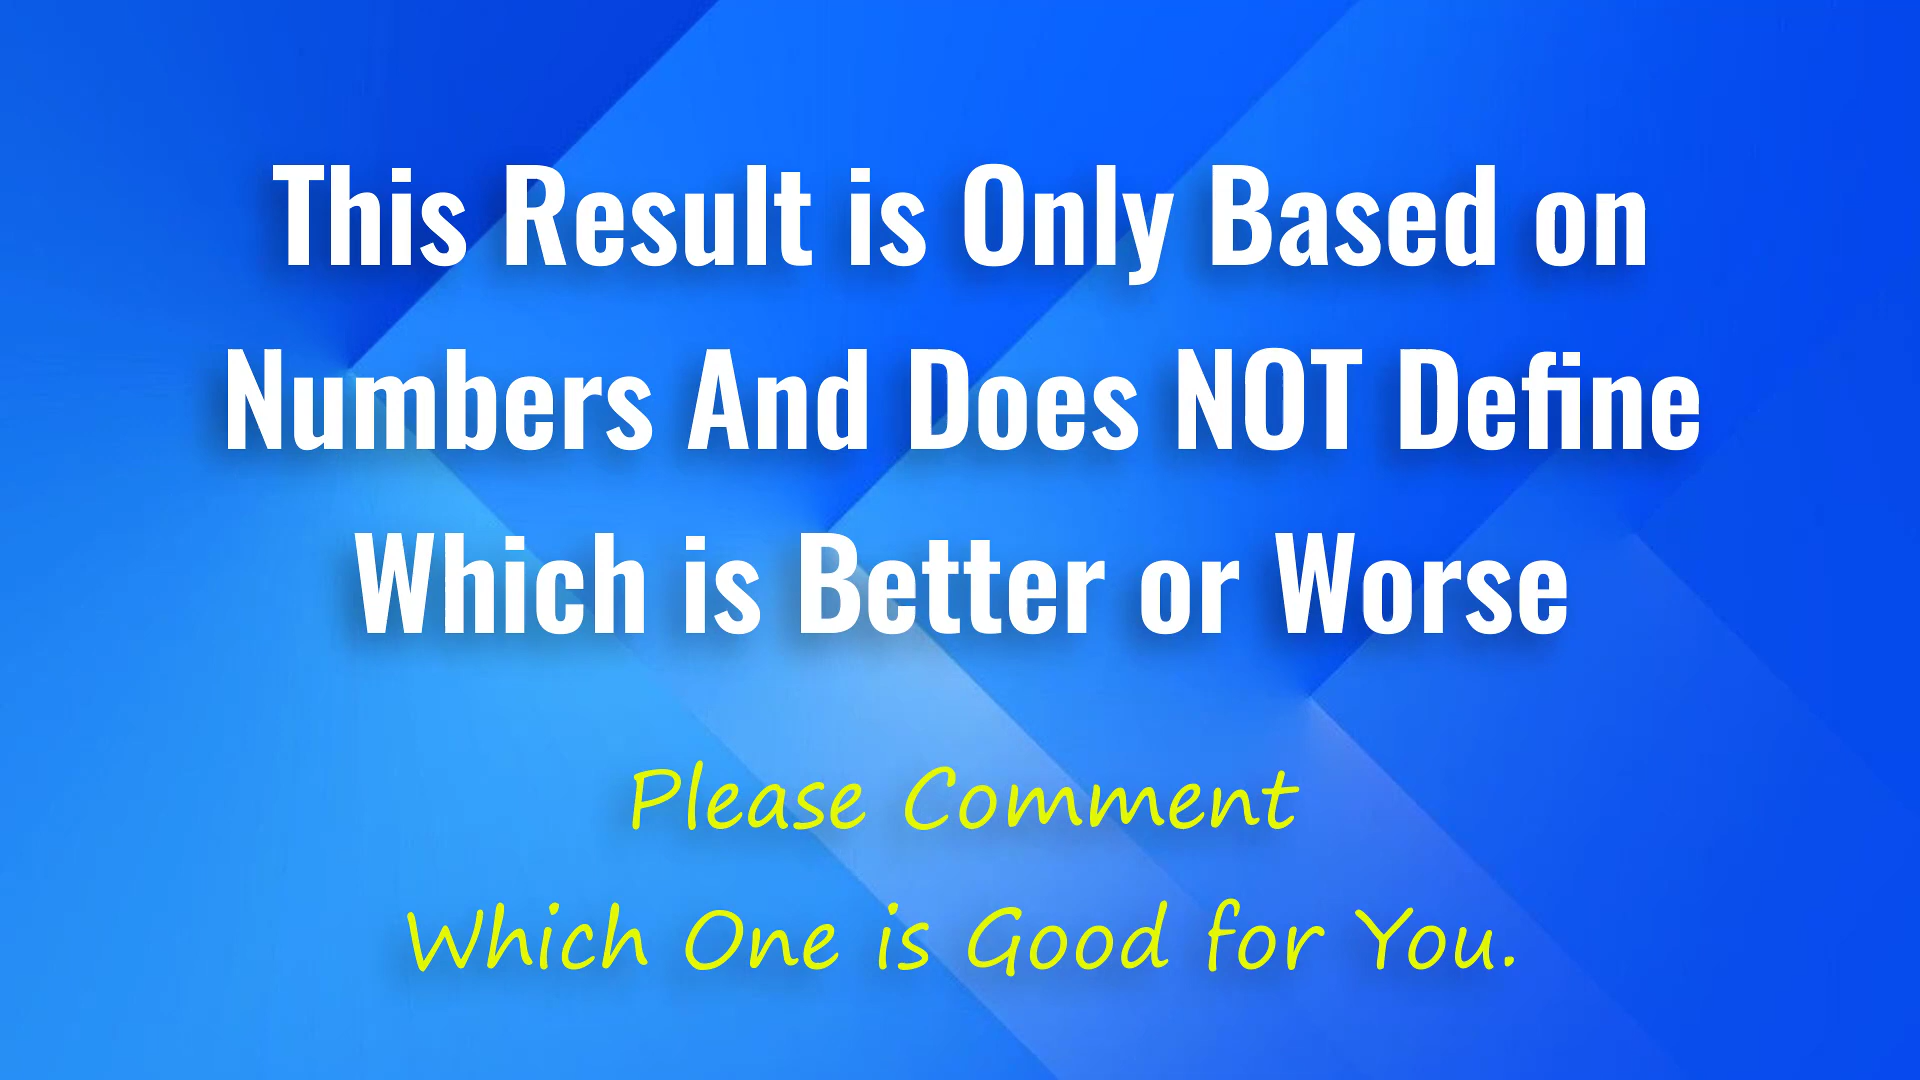 This Result is Only Based on
Numbers And Does NOT Define
Which is Better or Worse
Please Comment
Which One is Good for You.